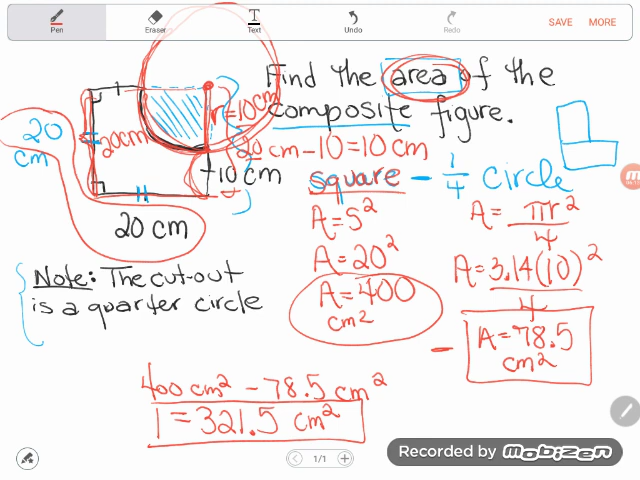 Pen
Eraser
Text
Undo
Redo
SAVE
MORE
Find the area of the
composite figure.
r=10cm
20 cm
20cm
20 cm - 10 = 10 cm
10 cm
20 cm
square - 1/4 circle
A = S²
A = πr²/4
A = 20²
A = 3.14(10)²/4
A = 400
cm²
- A = 78.5
cm²
Note: The cut-out
is a quarter circle
400 cm² - 78.5 cm²
= 321.5 cm²
1/1
Recorded by
mobizen